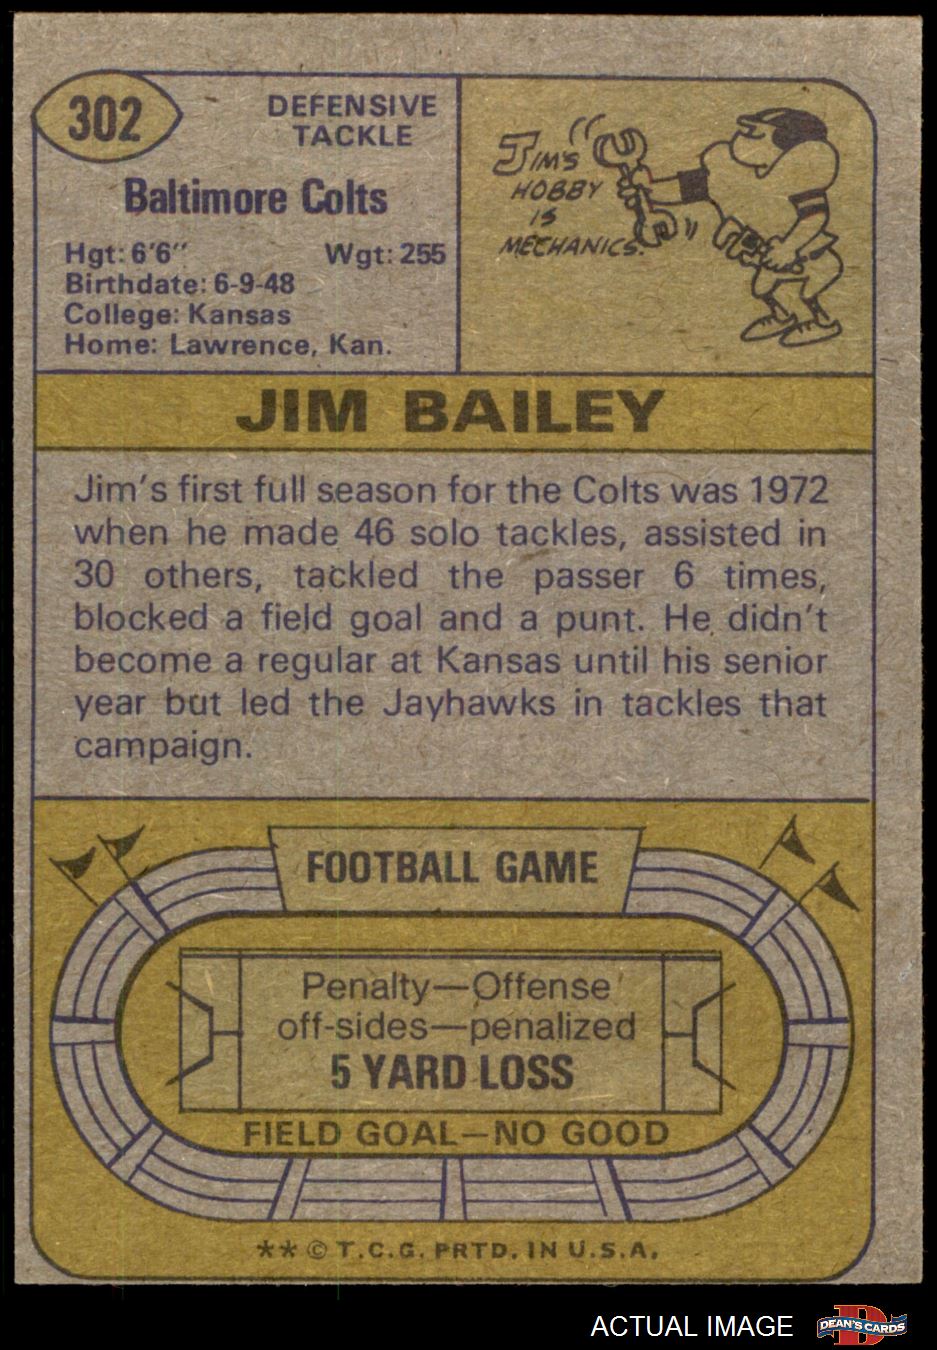 302
DEFENSIVE
TACKLE
Baltimore Colts
Hgt: 6'6"  Wgt: 255
Birthdate: 6-9-48
College: Kansas
Home: Lawrence, Kan.
JIM'S
HOBBY
IS
MECHANICS.
JIM BAILEY
Jim's first full season for the Colts was 1972
when he made 46 solo tackles, assisted in
30 others, tackled the passer 6 times,
blocked a field goal and a punt. He didn't
become a regular at Kansas until his senior
year but led the Jayhawks in tackles that
campaign.
FOOTBALL GAME
Penalty—Offense
off-sides—penalized
5 YARD LOSS
FIELD GOAL—NO GOOD
** © T.C.G. PRTD. IN U.S.A.
ACTUAL IMAGE
D
DEAN'S CARDS